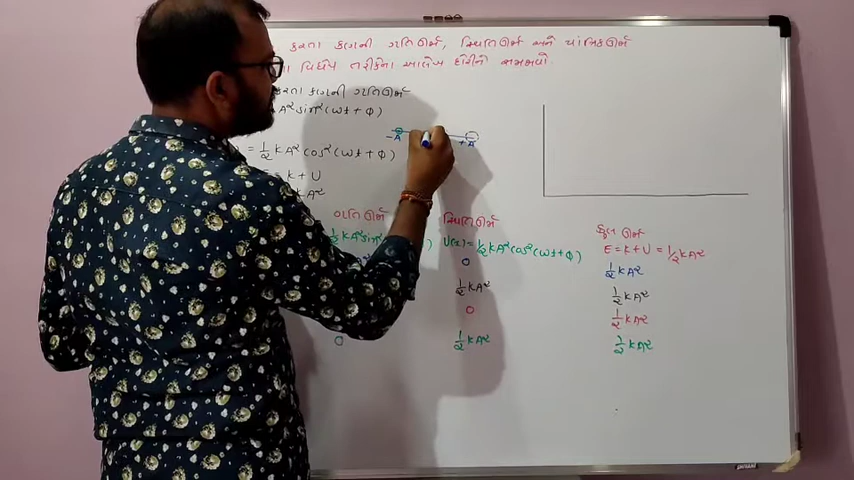 કરતા કણની ગતિઊર્જા, સ્થિતિઊર્જા અને યાંત્રિકઊર્જા
ના વિધેય તરીકેના આલેખ દોરીને સમજાવો.
કરતા કણની ગતિઊર્જા
A² sin² (ωt + φ)
= 1/2 kA² cos² (ωt + φ)
= k + U
kA²
-A +A
ગતિઊર્જા સ્થિતિઊર્જા કુલ ઊર્જા
1/2 kA² sin² ) U(x) = 1/2 kA² cos² (ωt + φ) E = k + U = 1/2 kA²
0 1/2 kA²
1/2 kA² 1/2 kA²
0 1/2 kA²
0 1/2 kA² 1/2 kA²